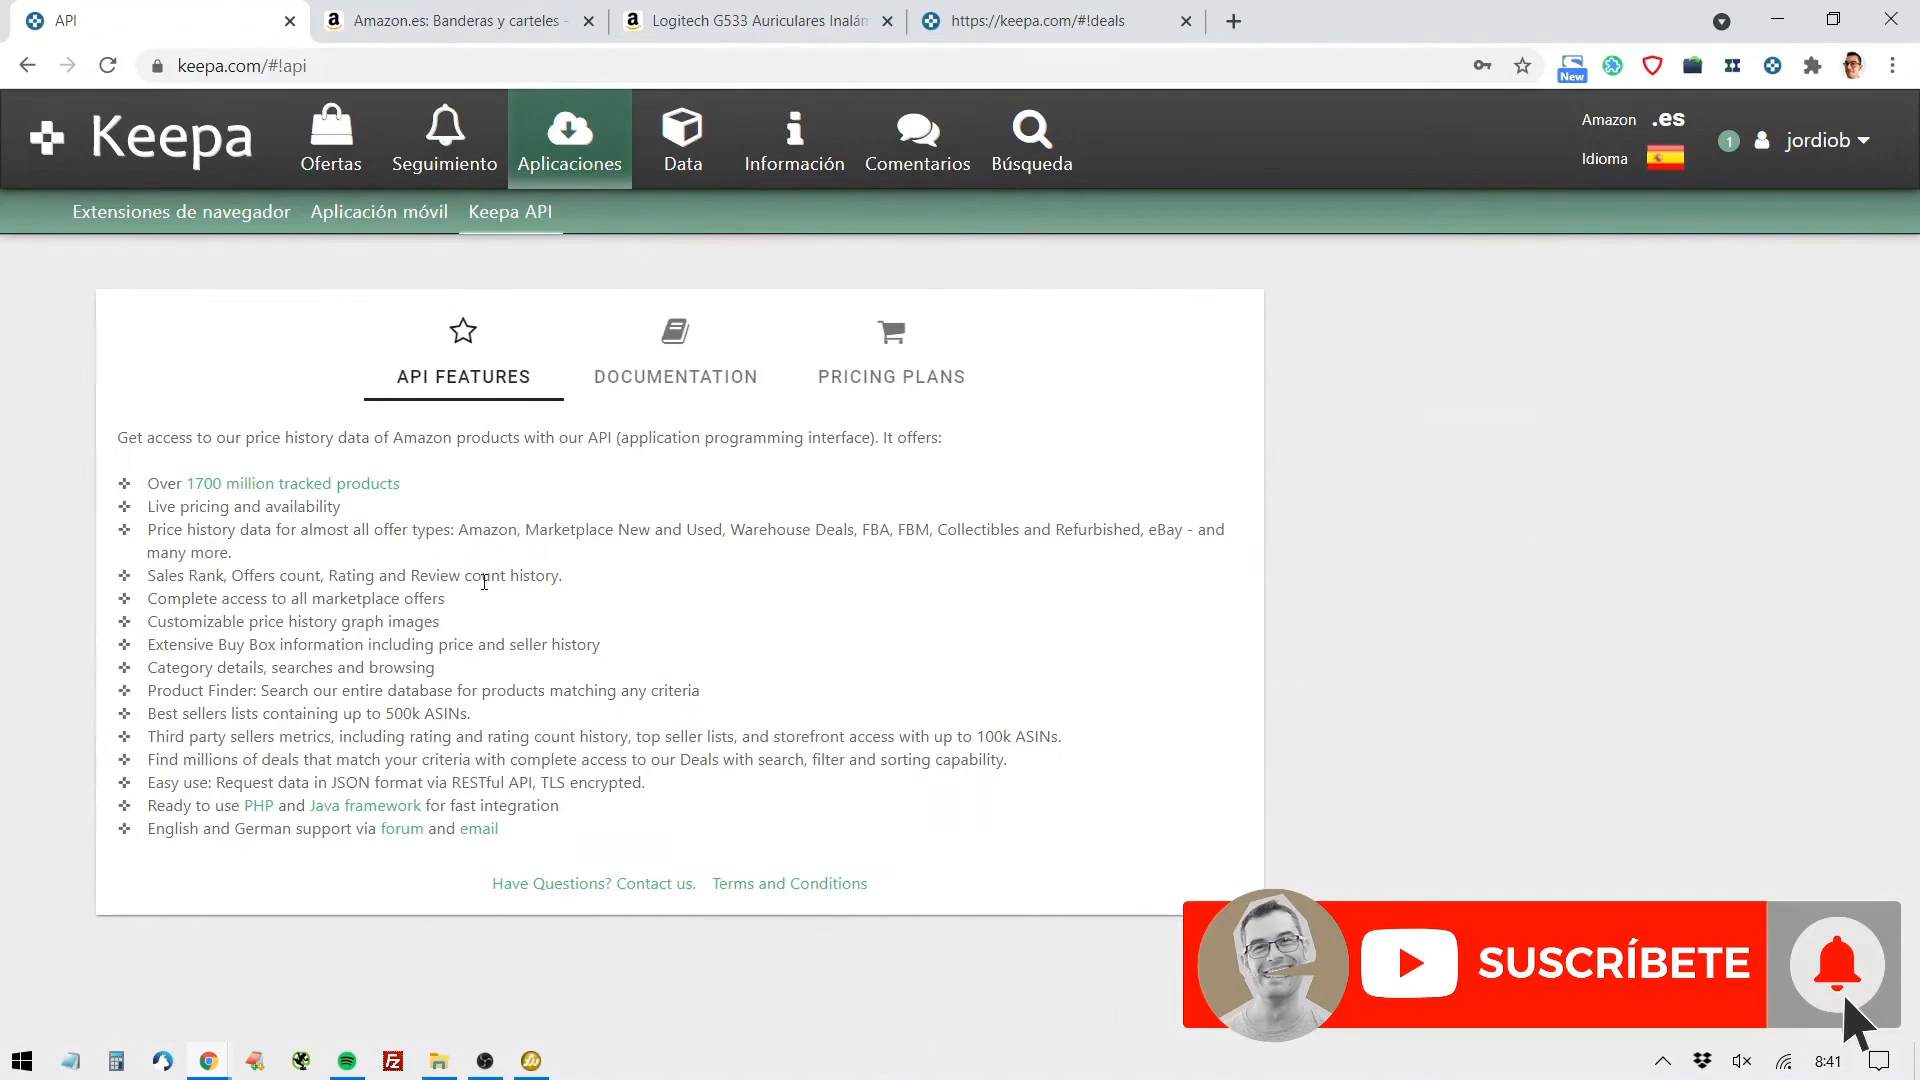 API
Amazon.es: Banderas y carteles -
Logitech G533 Auriculares Inalám
https://keepa.com/#!deals
keepa.com/#!api
New
Keepa
Ofertas
Seguimiento
Aplicaciones
Data
Información
Comentarios
Búsqueda
Amazon .es
Idioma
1
jordiob
Extensiones de navegador
Aplicación móvil
Keepa API
API FEATURES
DOCUMENTATION
PRICING PLANS
Get access to our price history data of Amazon products with our API (application programming interface). It offers:
Over 1700 million tracked products
Live pricing and availability
Price history data for almost all offer types: Amazon, Marketplace New and Used, Warehouse Deals, FBA, FBM, Collectibles and Refurbished, eBay - and
many more.
Sales Rank, Offers count, Rating and Review count history.
Complete access to all marketplace offers
Customizable price history graph images
Extensive Buy Box information including price and seller history
Category details, searches and browsing
Product Finder: Search our entire database for products matching any criteria
Best sellers lists containing up to 500k ASINs.
Third party sellers metrics, including rating and rating count history, top seller lists, and storefront access with up to 100k ASINs.
Find millions of deals that match your criteria with complete access to our Deals with search, filter and sorting capability.
Easy use: Request data in JSON format via RESTful API, TLS encrypted.
Ready to use PHP and Java framework for fast integration
English and German support via forum and email
Have Questions? Contact us.
Terms and Conditions
SUSCRÍBETE
8:41